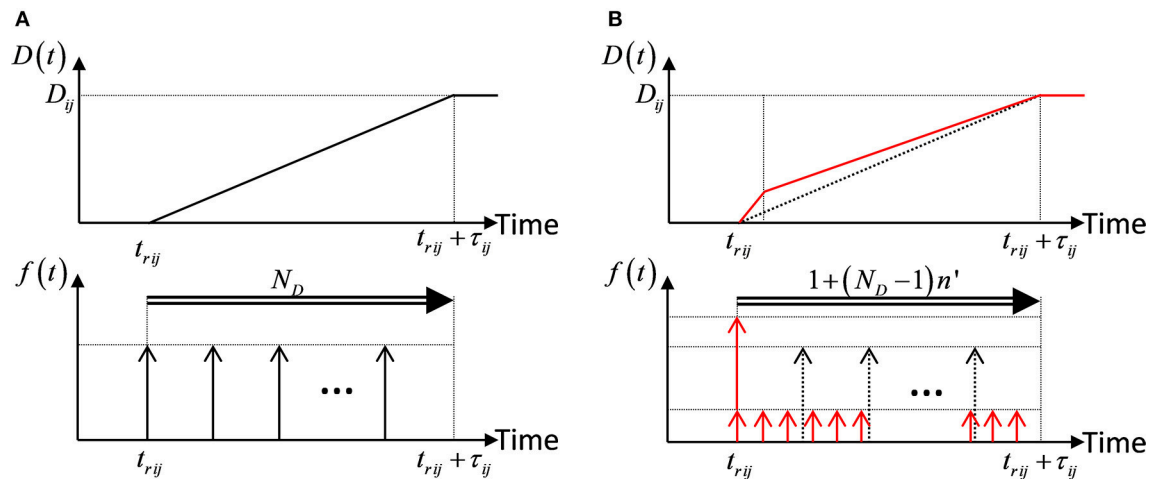 A
D(t)
D_ij
Time
t_rij
t_rij + τ_ij
f(t)
N_D
...
Time
t_rij
t_rij + τ_ij
B
D(t)
D_ij
Time
t_rij
t_rij + τ_ij
f(t)
1+(N_D −1)n'
...
Time
t_rij
t_rij + τ_ij